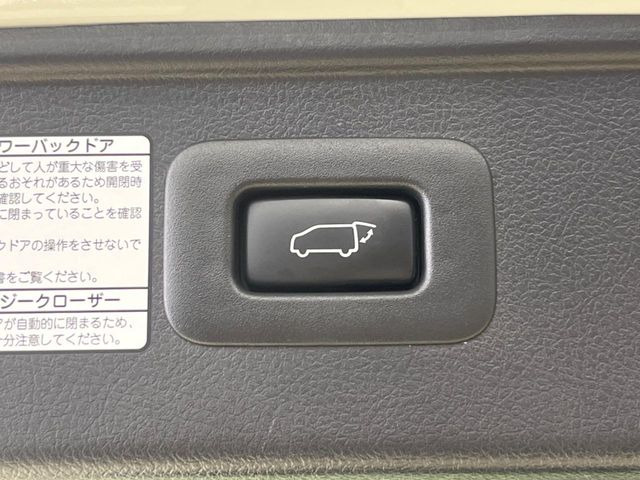 ワーバックドア
どして人が重大な傷害を受
るおそれがあるため開閉時
確認してください。
に閉まっていることを確認
クドアの操作をさせないで
書をご覧ください。
ジークローザー
アが自動的に閉まるため、
分注意してください。